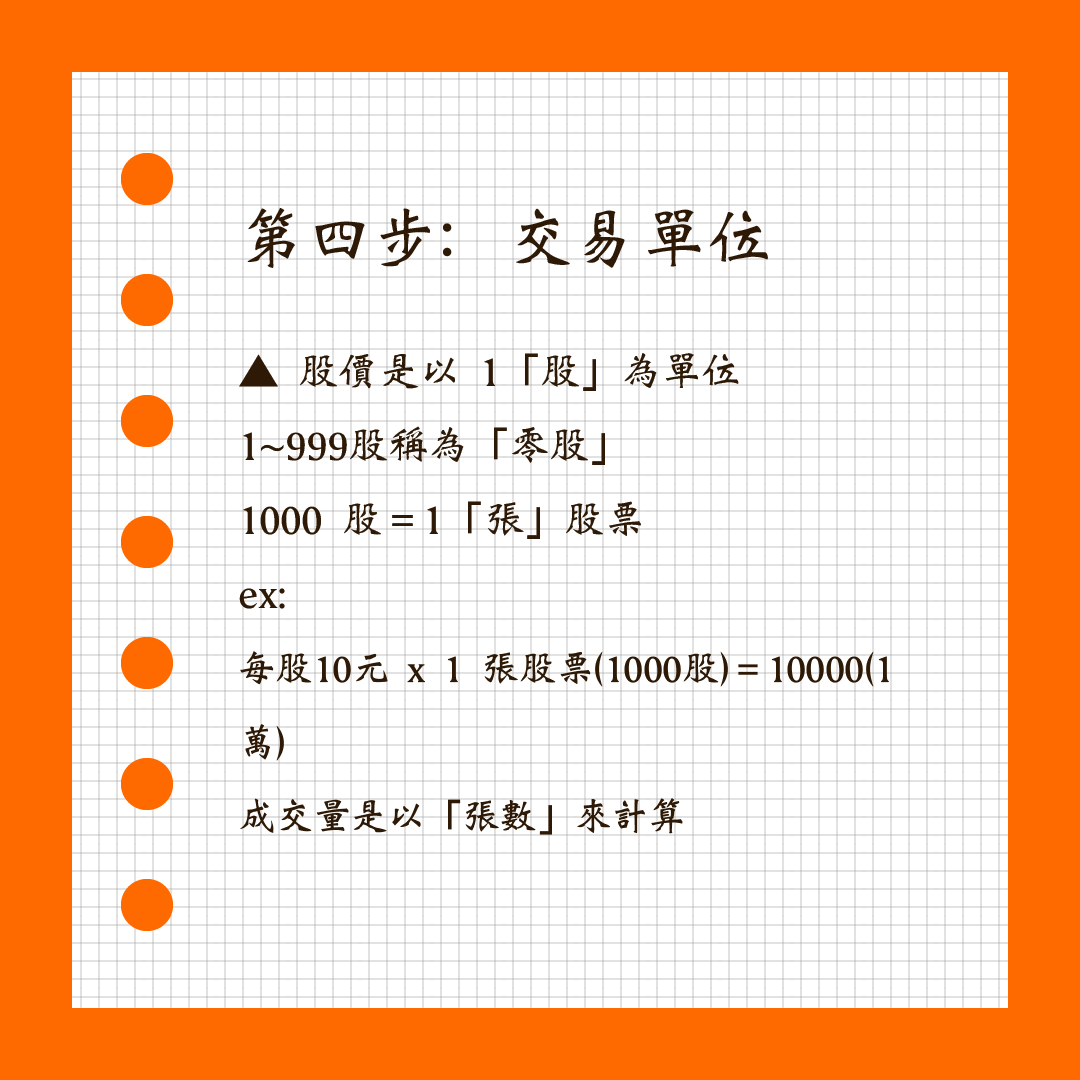 第四步: 交易單位
▲ 股價是以 1「股」為單位
1~999股稱為「零股」
1000 股 = 1「張」股票
ex:
每股10元 x 1 張股票(1000股) = 10000(1
萬)
成交量是以「張數」來計算